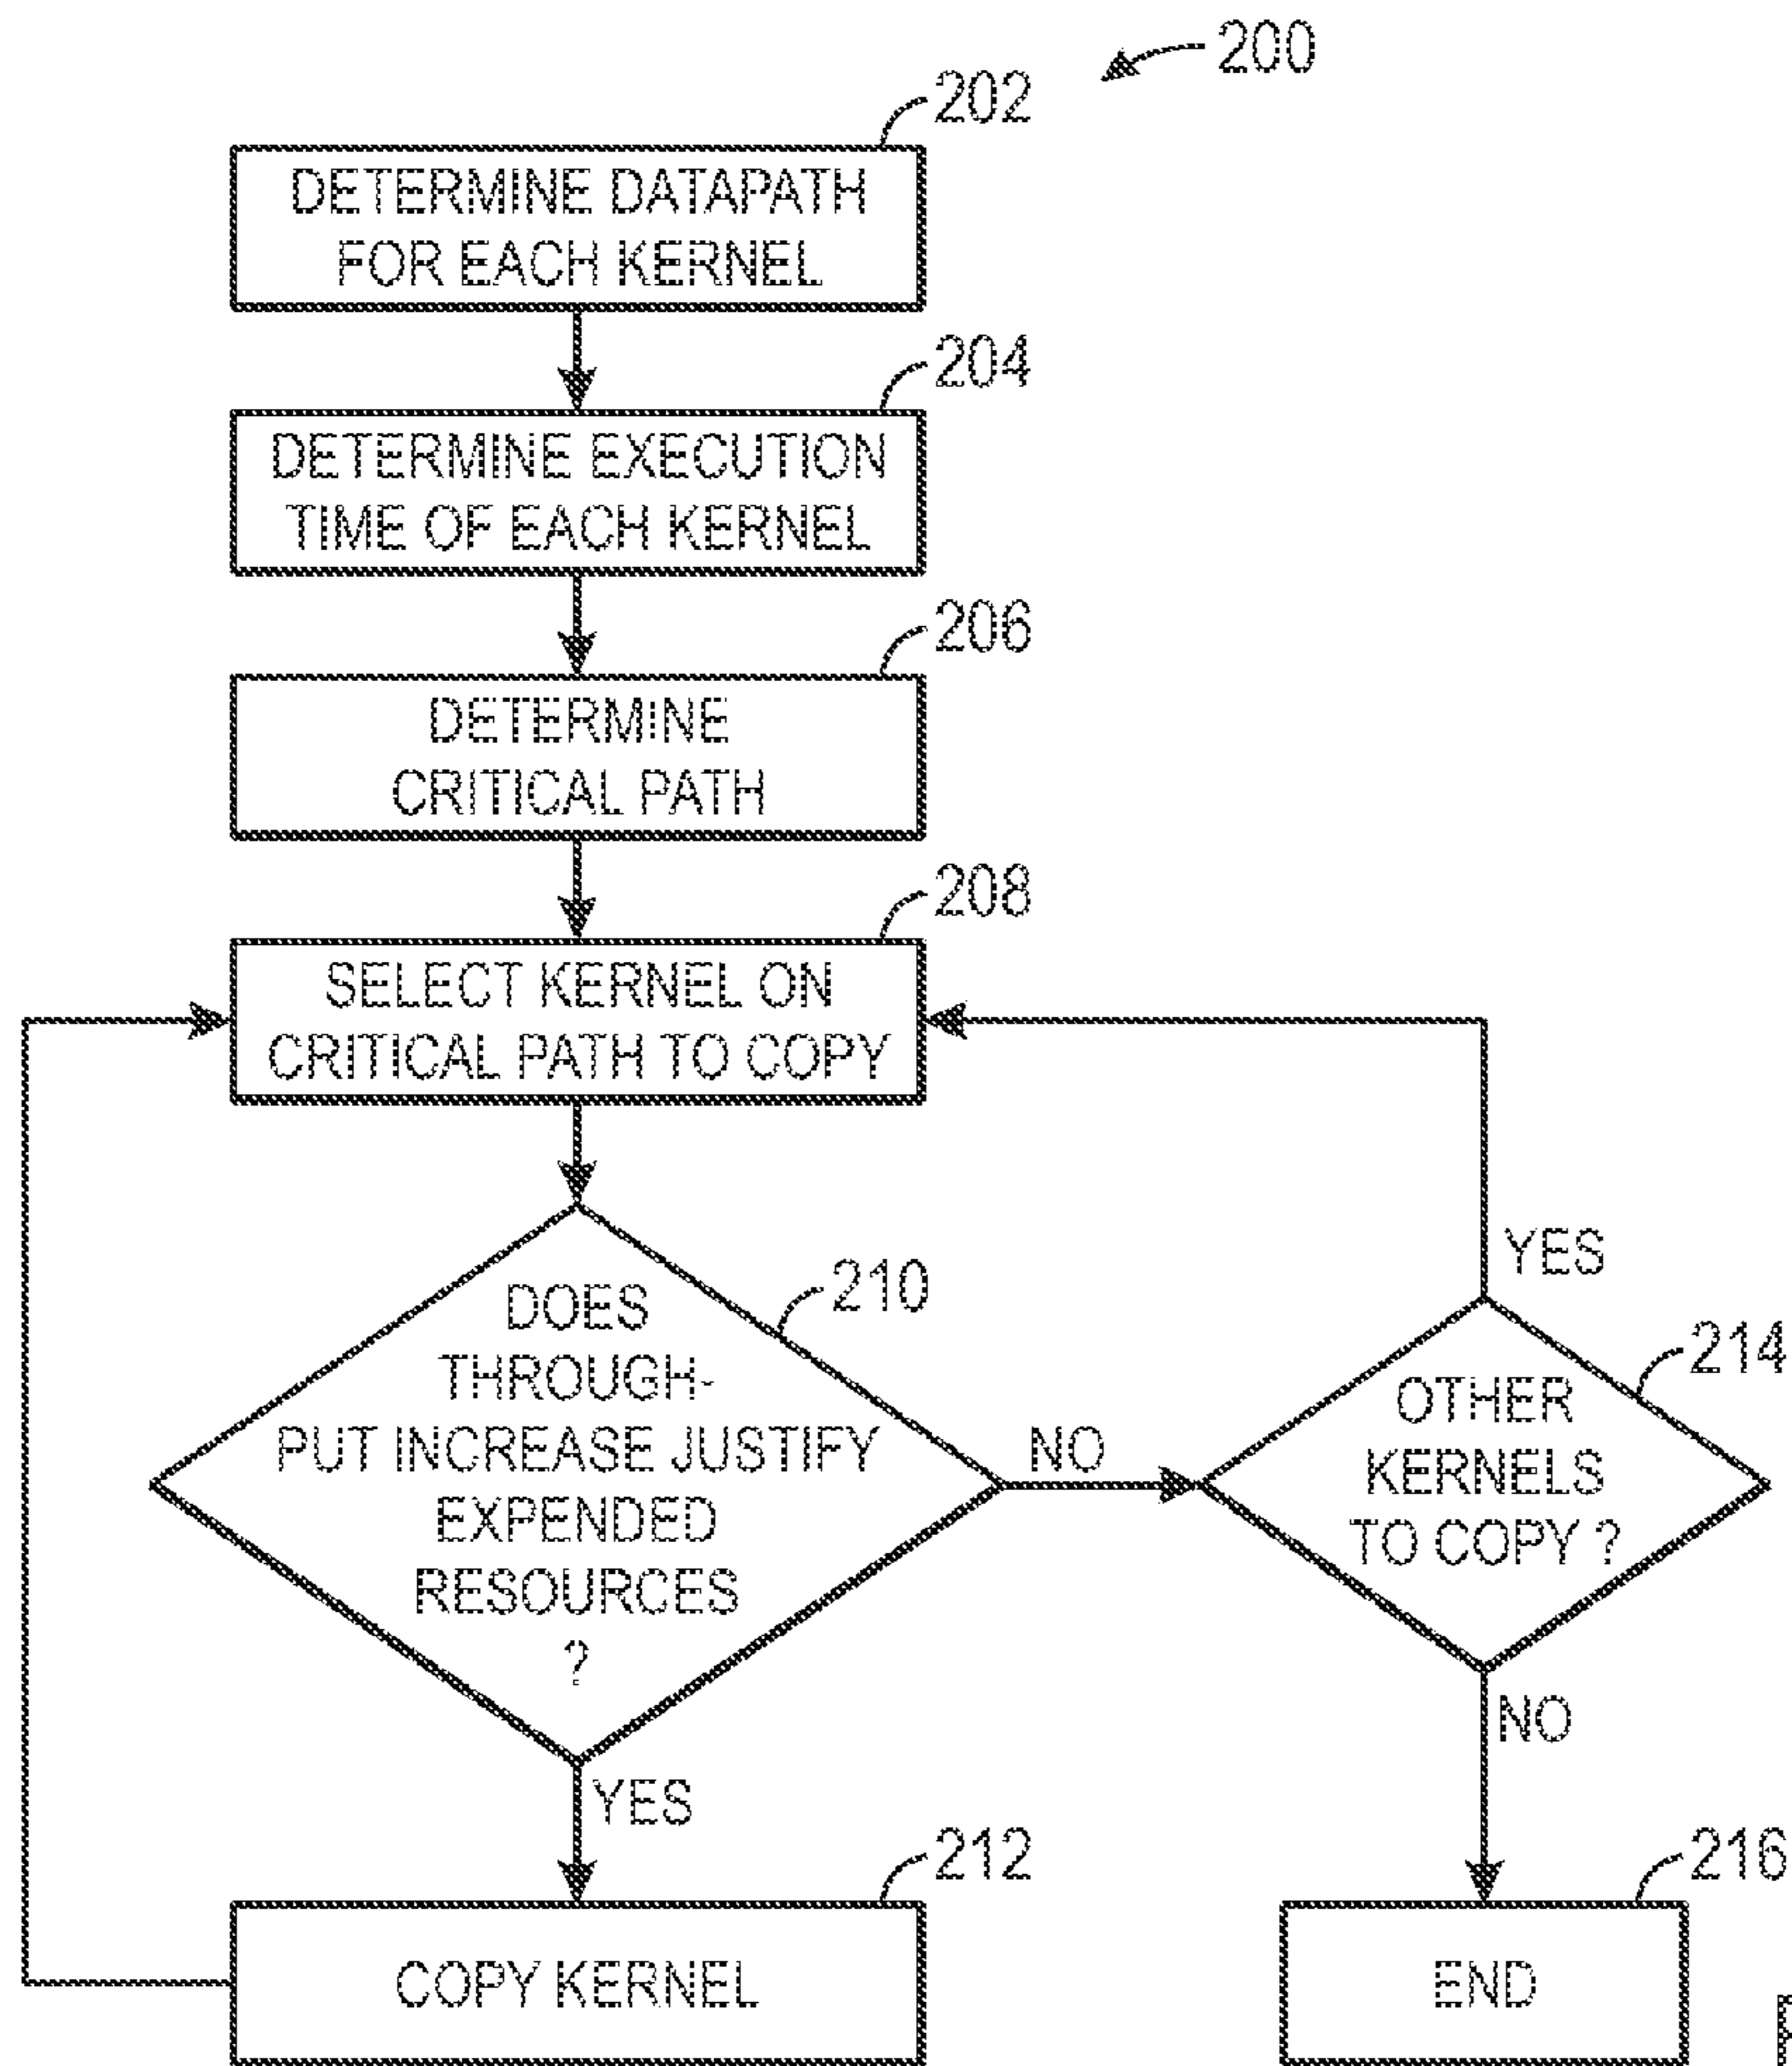 200
202
DETERMINE DATAPATH
FOR EACH KERNEL
204
DETERMINE EXECUTION
TIME OF EACH KERNEL
206
DETERMINE
CRITICAL PATH
208
SELECT KERNEL ON
CRITICAL PATH TO COPY
210
DOES
THROUGH-
PUT INCREASE JUSTIFY
EXPENDED
RESOURCES
?
NO
YES
214
OTHER
KERNELS
TO COPY ?
NO
YES
212
COPY KERNEL
216
END